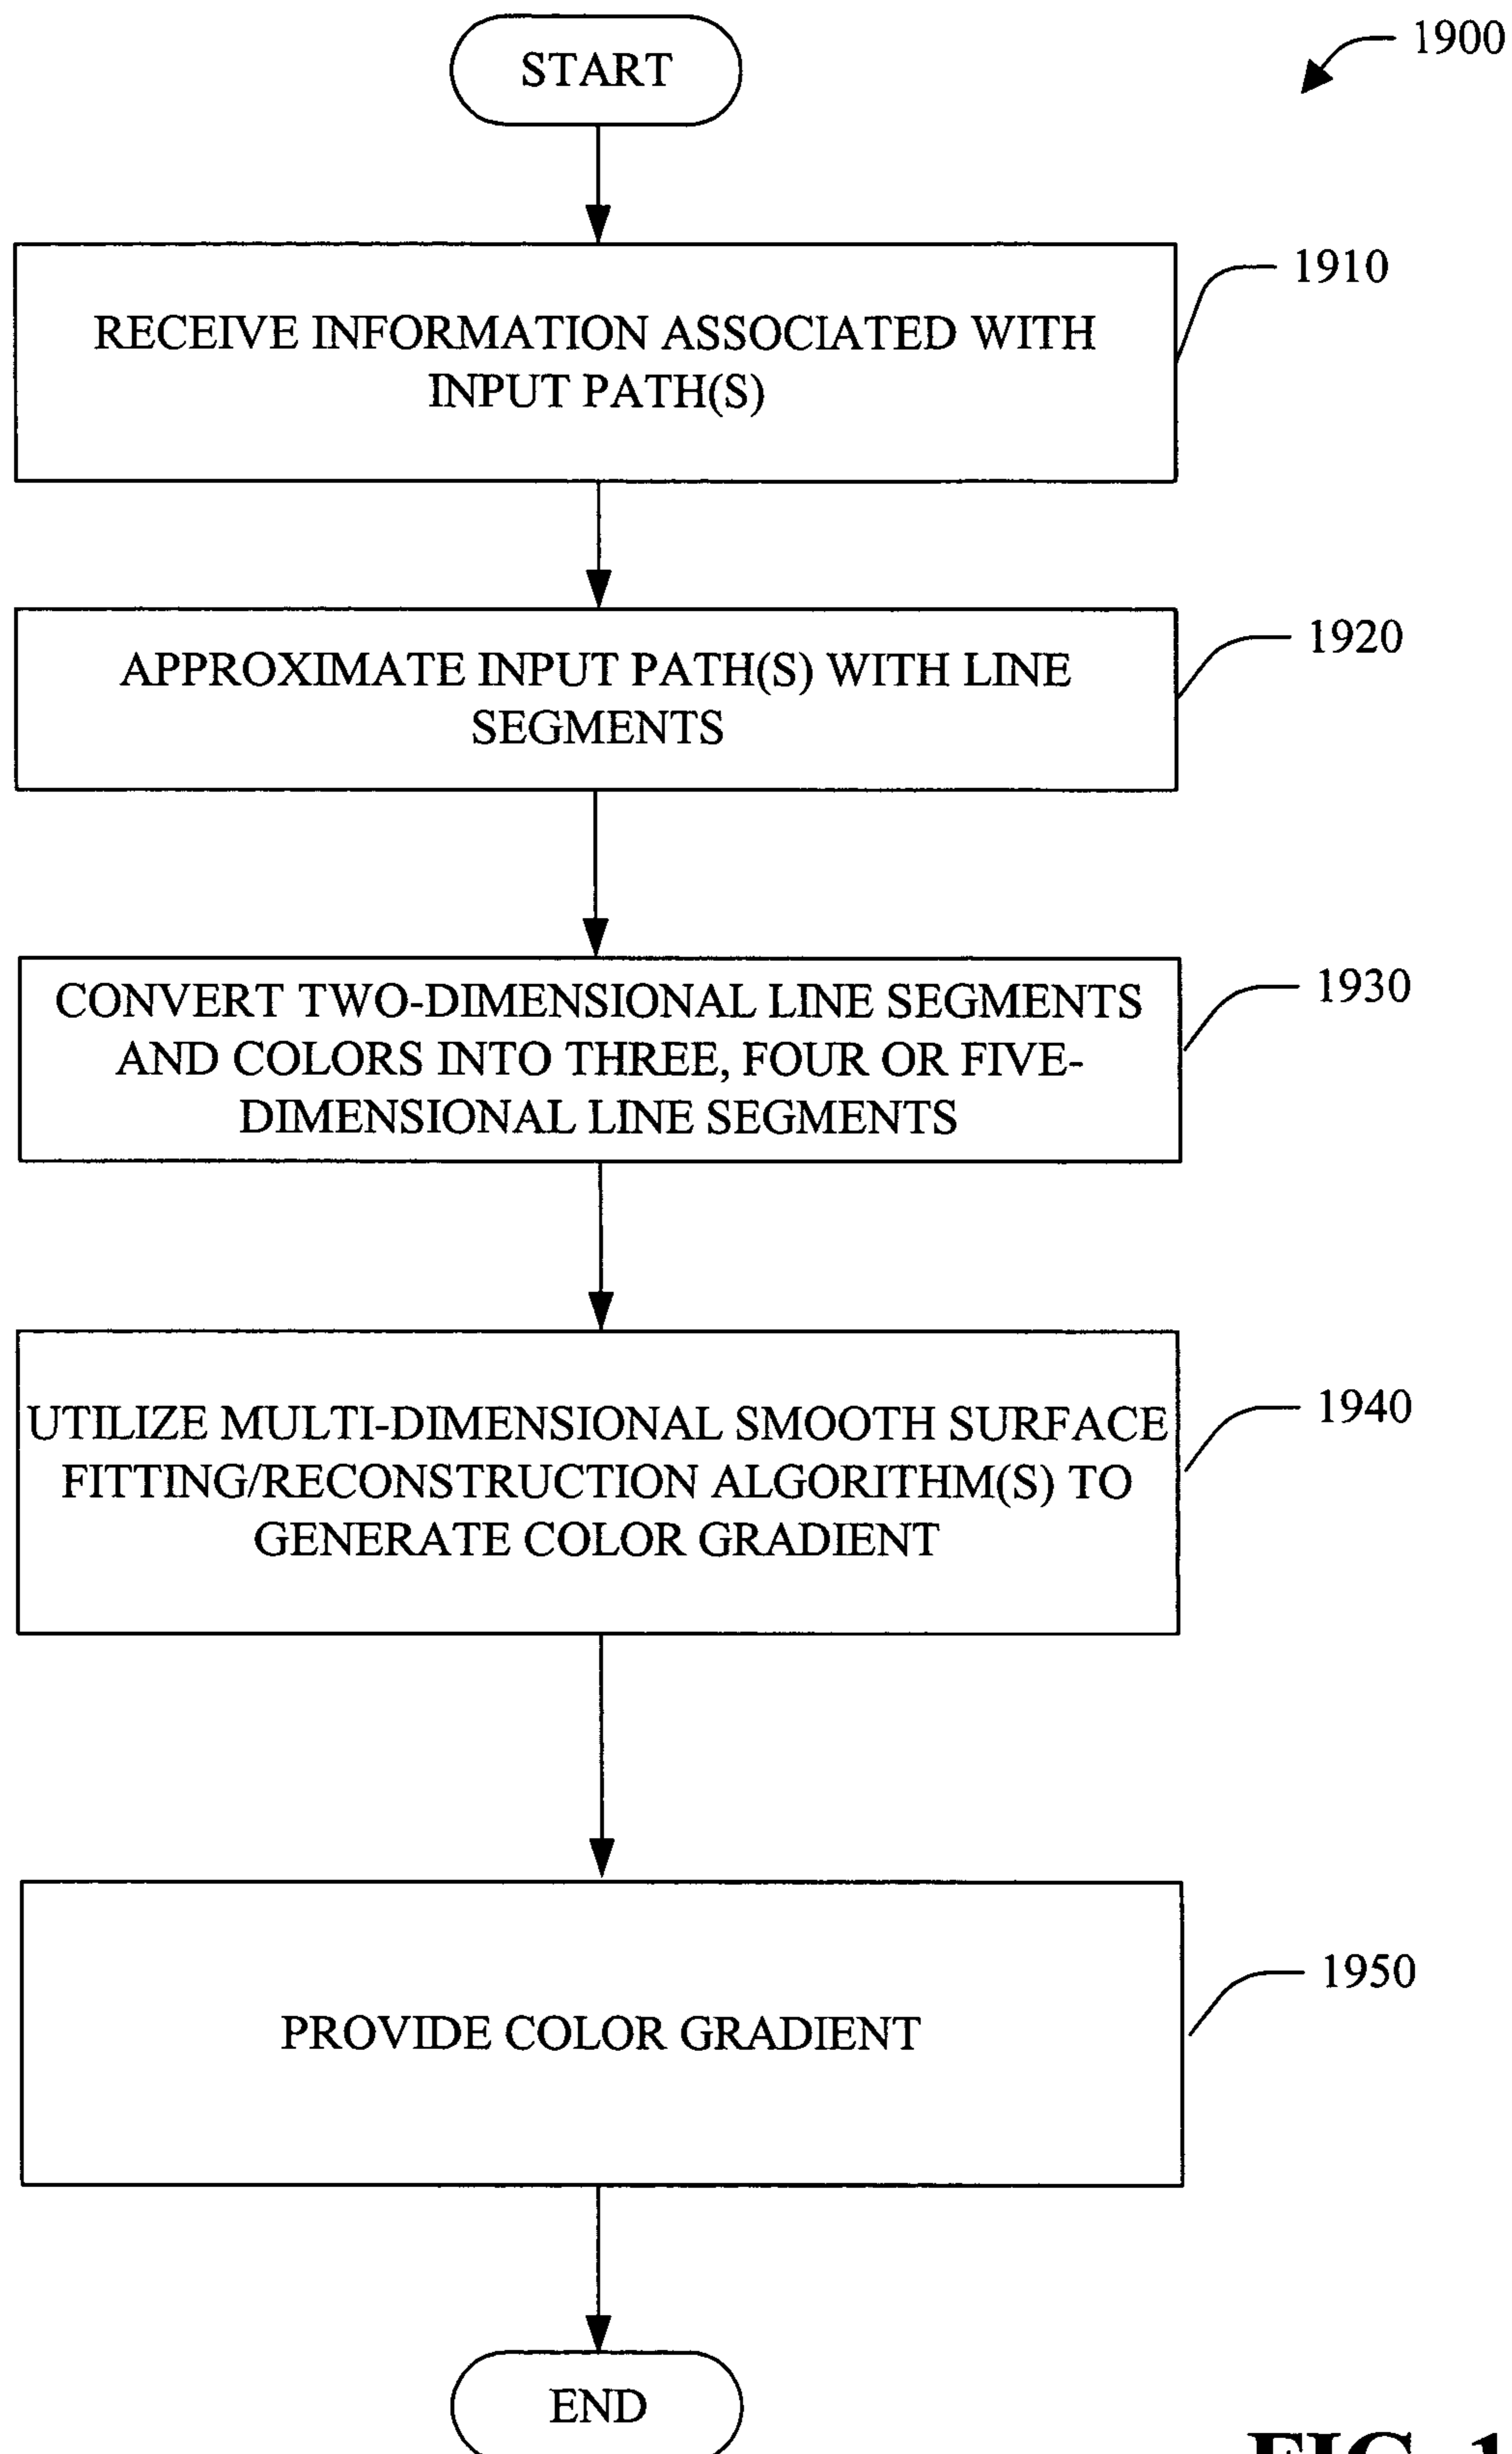 START
1900
RECEIVE INFORMATION ASSOCIATED WITH
INPUT PATH(S)
1910
APPROXIMATE INPUT PATH(S) WITH LINE
SEGMENTS
1920
CONVERT TWO-DIMENSIONAL LINE SEGMENTS
AND COLORS INTO THREE, FOUR OR FIVE-
DIMENSIONAL LINE SEGMENTS
1930
UTILIZE MULTI-DIMENSIONAL SMOOTH SURFACE
FITTING/RECONSTRUCTION ALGORITHM(S) TO
GENERATE COLOR GRADIENT
1940
PROVIDE COLOR GRADIENT
1950
END